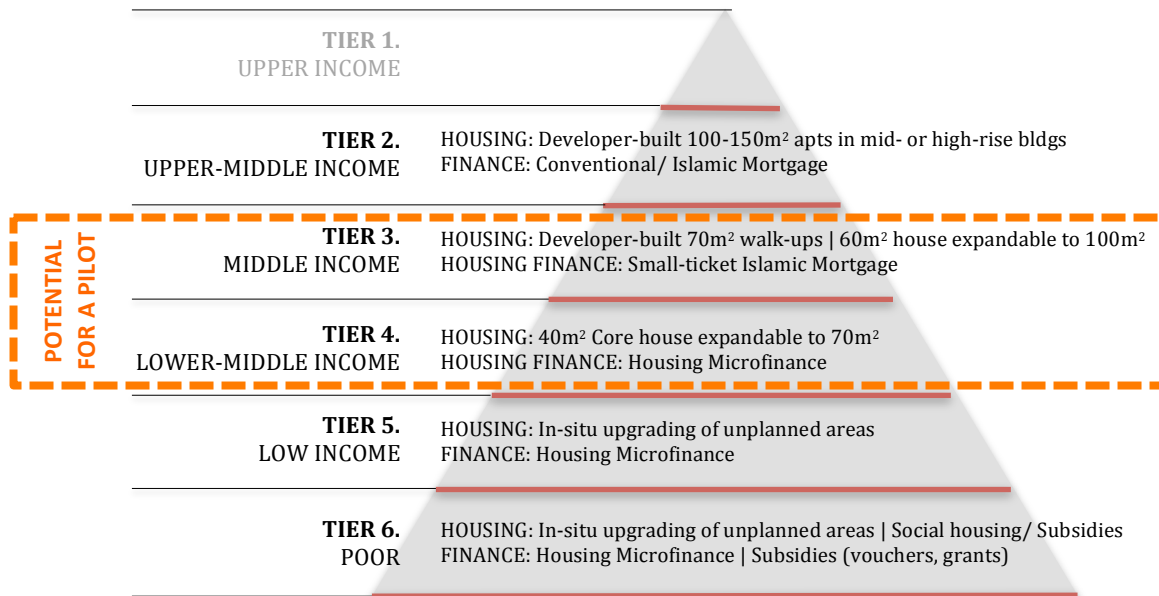 TIER 1.
UPPER INCOME
TIER 2.
UPPER-MIDDLE INCOME
HOUSING: Developer-built 100-150m² apts in mid- or high-rise bldgs
FINANCE: Conventional/ Islamic Mortgage
POTENTIAL
FOR A PILOT
TIER 3.
MIDDLE INCOME
HOUSING: Developer-built 70m² walk-ups | 60m² house expandable to 100m²
HOUSING FINANCE: Small-ticket Islamic Mortgage
TIER 4.
LOWER-MIDDLE INCOME
HOUSING: 40m² Core house expandable to 70m²
HOUSING FINANCE: Housing Microfinance
TIER 5.
LOW INCOME
HOUSING: In-situ upgrading of unplanned areas
FINANCE: Housing Microfinance
TIER 6.
POOR
HOUSING: In-situ upgrading of unplanned areas | Social housing/ Subsidies
FINANCE: Housing Microfinance | Subsidies (vouchers, grants)